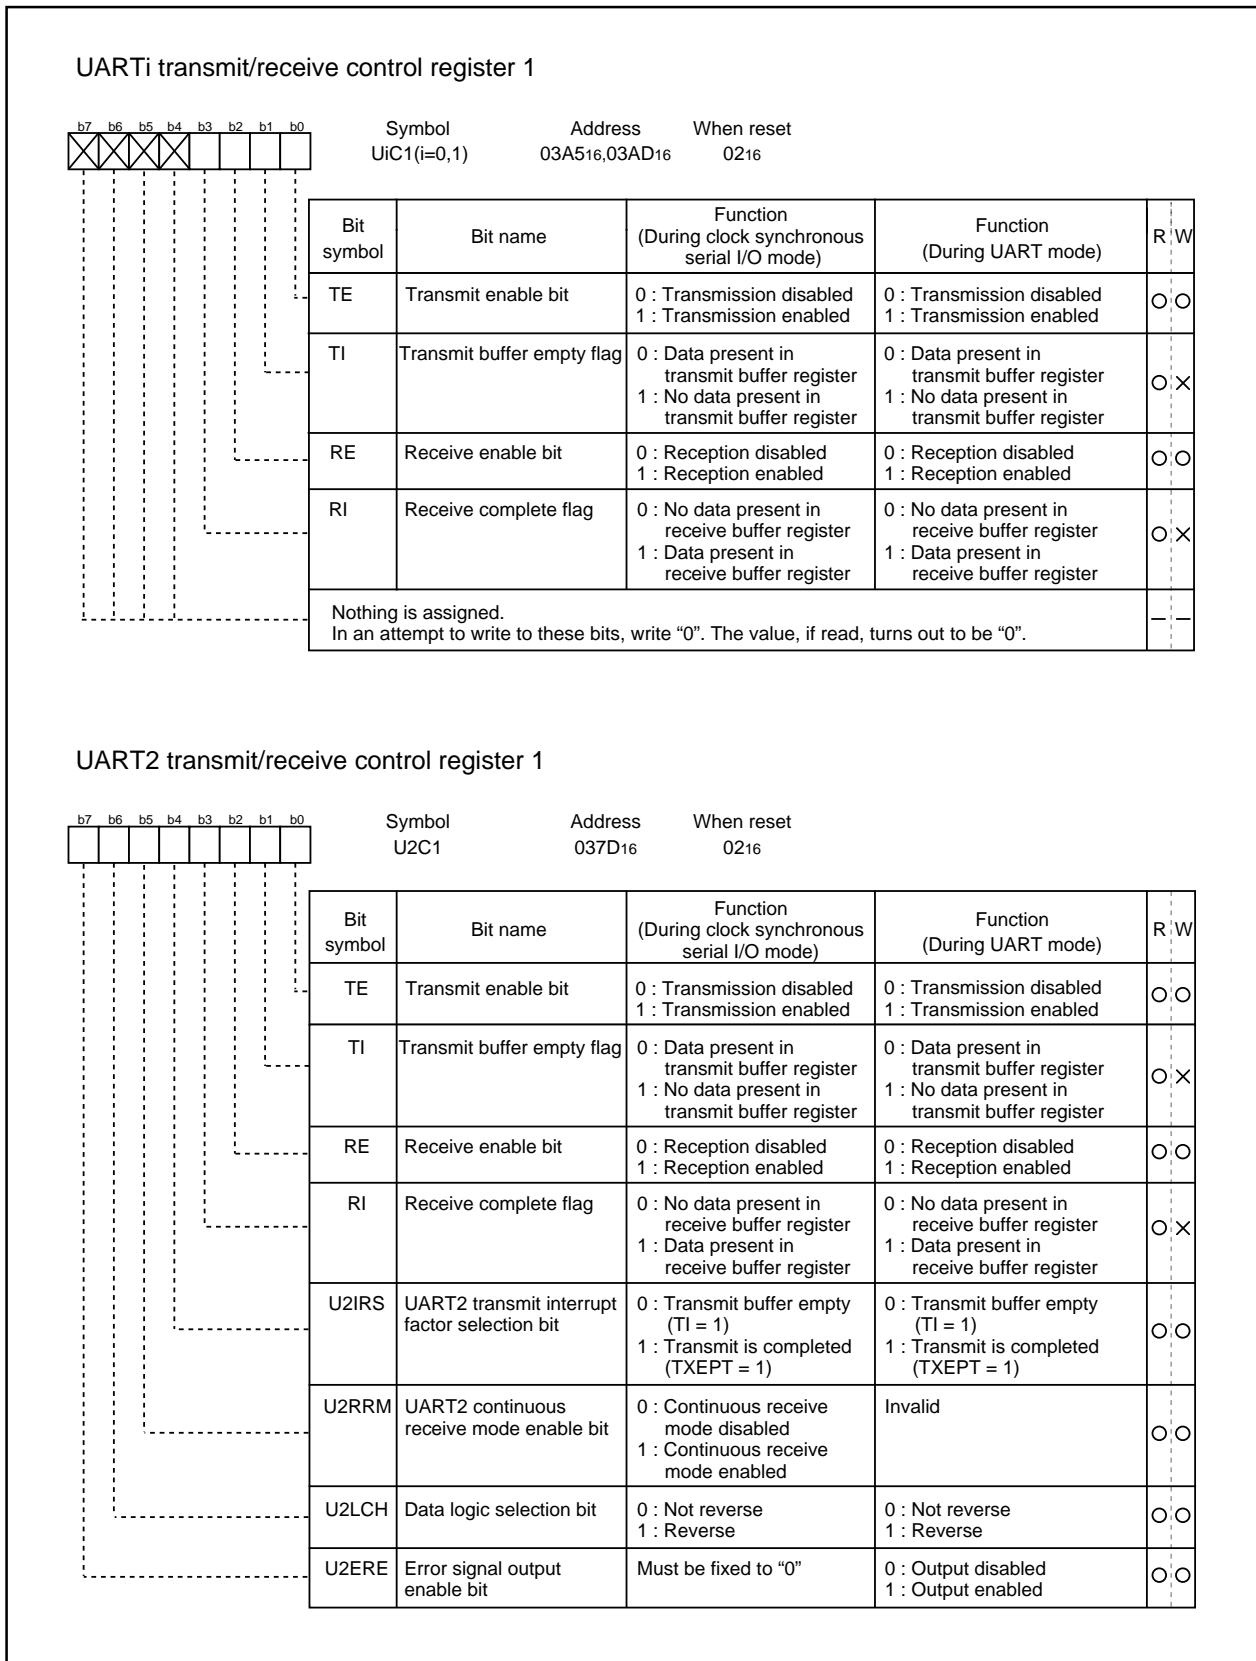 UARTi transmit/receive control register 1
b7 b6 b5 b4 b3 b2 b1 b0
Symbol Address When reset
UiC1(i=0,1) 03A516,03AD16 0216
Bit symbol Bit name Function (During clock synchronous serial I/O mode) Function (During UART mode) R W
TE Transmit enable bit 0 : Transmission disabled 0 : Transmission disabled
1 : Transmission enabled 1 : Transmission enabled
TI Transmit buffer empty flag 0 : Data present in 0 : Data present in
transmit buffer register transmit buffer register
1 : No data present in 1 : No data present in
transmit buffer register transmit buffer register
RE Receive enable bit 0 : Reception disabled 0 : Reception disabled
1 : Reception enabled 1 : Reception enabled
RI Receive complete flag 0 : No data present in 0 : No data present in
receive buffer register receive buffer register
1 : Data present in 1 : Data present in
receive buffer register receive buffer register
Nothing is assigned.
In an attempt to write to these bits, write “0”. The value, if read, turns out to be “0”.
UART2 transmit/receive control register 1
b7 b6 b5 b4 b3 b2 b1 b0
Symbol Address When reset
U2C1 037D16 0216
Bit symbol Bit name Function (During clock synchronous serial I/O mode) Function (During UART mode) R W
TE Transmit enable bit 0 : Transmission disabled 0 : Transmission disabled
1 : Transmission enabled 1 : Transmission enabled
TI Transmit buffer empty flag 0 : Data present in 0 : Data present in
transmit buffer register transmit buffer register
1 : No data present in 1 : No data present in
transmit buffer register transmit buffer register
RE Receive enable bit 0 : Reception disabled 0 : Reception disabled
1 : Reception enabled 1 : Reception enabled
RI Receive complete flag 0 : No data present in 0 : No data present in
receive buffer register receive buffer register
1 : Data present in 1 : Data present in
receive buffer register receive buffer register
U2IRS UART2 transmit interrupt 0 : Transmit buffer empty 0 : Transmit buffer empty
factor selection bit (TI = 1) (TI = 1)
1 : Transmit is completed 1 : Transmit is completed
(TXEPT = 1) (TXEPT = 1)
U2RRM UART2 continuous 0 : Continuous receive Invalid
receive mode enable bit mode disabled
1 : Continuous receive
mode enabled
U2LCH Data logic selection bit 0 : Not reverse 0 : Not reverse
1 : Reverse 1 : Reverse
U2ERE Error signal output Must be fixed to “0” 0 : Output disabled
enable bit 1 : Output enabled